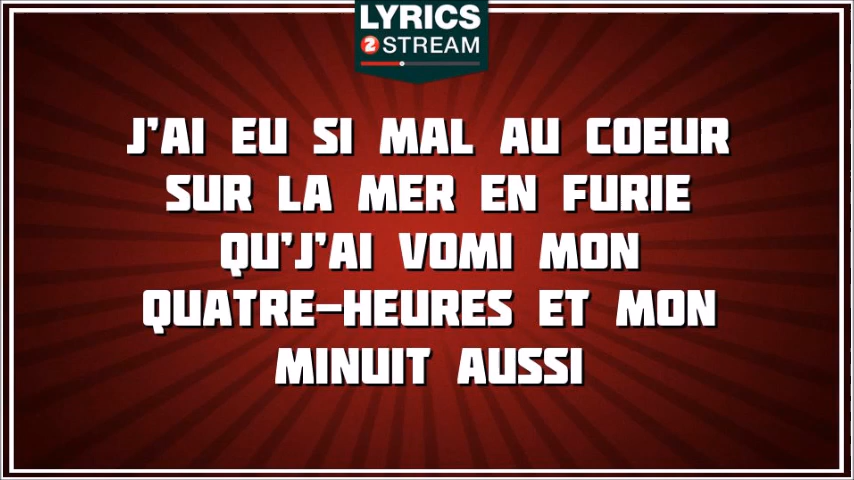 LYRICS
2 STREAM
J'AI EU SI MAL AU COEUR
SUR LA MER EN FURIE
QU'J'AI VOMI MON
QUATRE-HEURES ET MON
MINUIT AUSSI